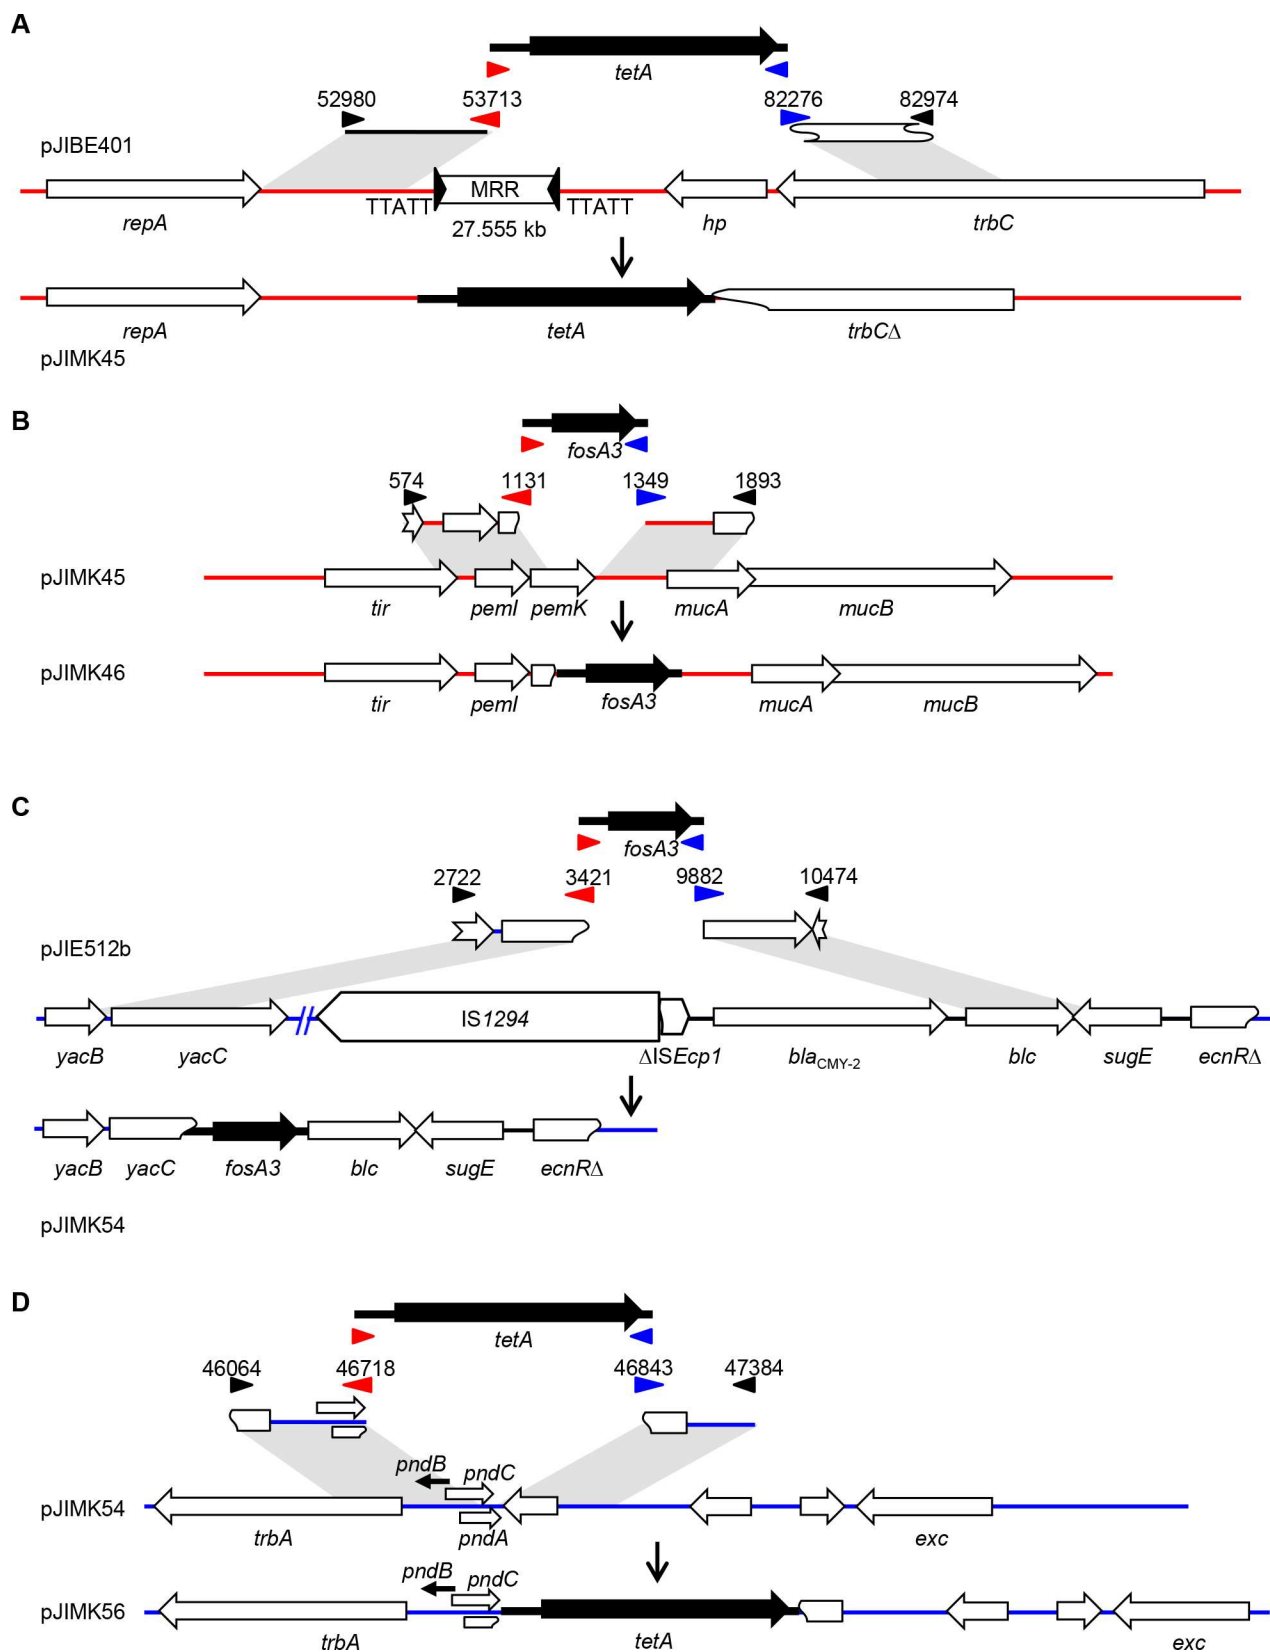 A
tetA
52980 53713 82276 82974
pJIBE401
MRR
TTATT TTATT
repA 27.555 kb hp trbC
repA tetA trbCΔ
pJIMK45
B
fosA3
574 1131 1349 1893
pJIMK45
tir pemI pemK mucA mucB
pJIMK46
tir pemI fosA3 mucA mucB
C
fosA3
2722 3421 9882 10474
pJIE512b
IS1294
yacB yacC ΔISEcp1 blaCMY-2 blc sugE ecnRΔ
yacB yacC fosA3 blc sugE ecnRΔ
pJIMK54
D
tetA
46064 46718 46843 47384
pndB pndC
pJIMK54
trbA pndA exc
pndB pndC
pJIMK56
trbA tetA exc